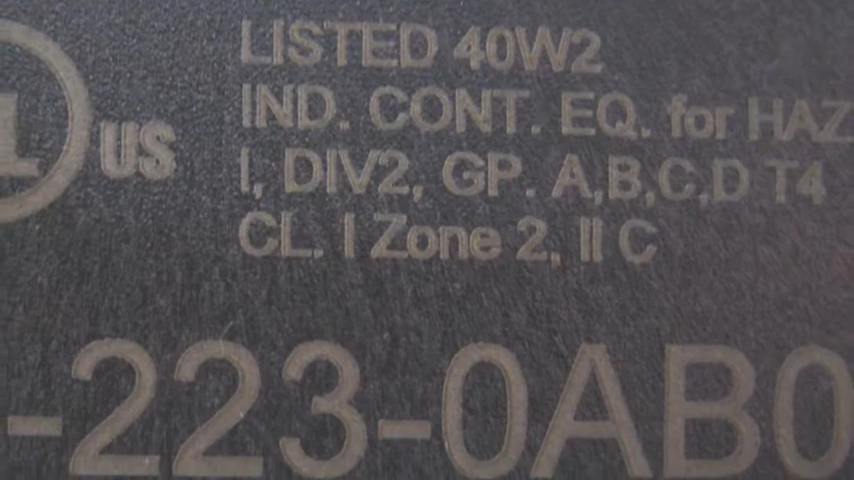 L US
LISTED 40W2
IND. CONT. EQ. for HAZ
I, DIV2, GP. A,B,C,D T4
CL. I Zone 2, II C
-223-0AB0